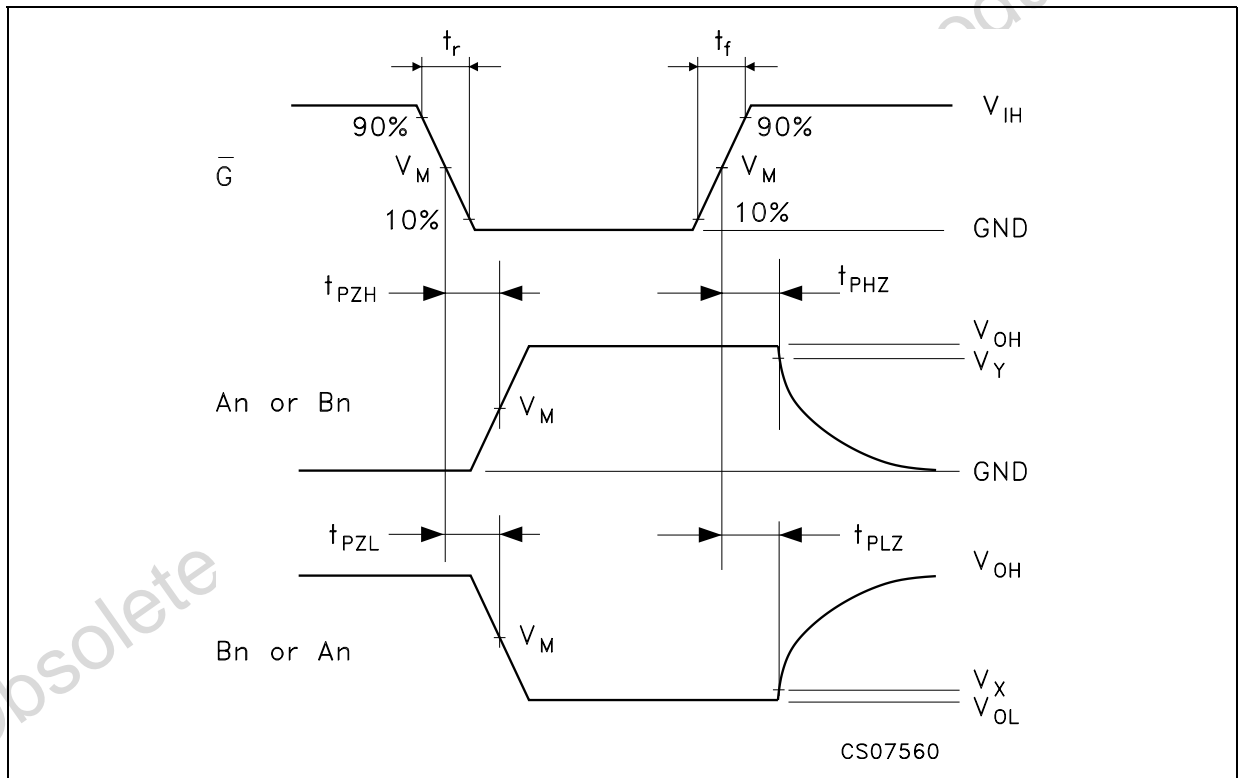 tr tf
VIH
90% 90%
G̅ VM VM
10% 10%
GND
tPZH tPHZ
VOH
VY
An or Bn VM
GND
tPZL tPLZ
VOH
Bn or An VM
VX
VOL
CS07560
obsolete